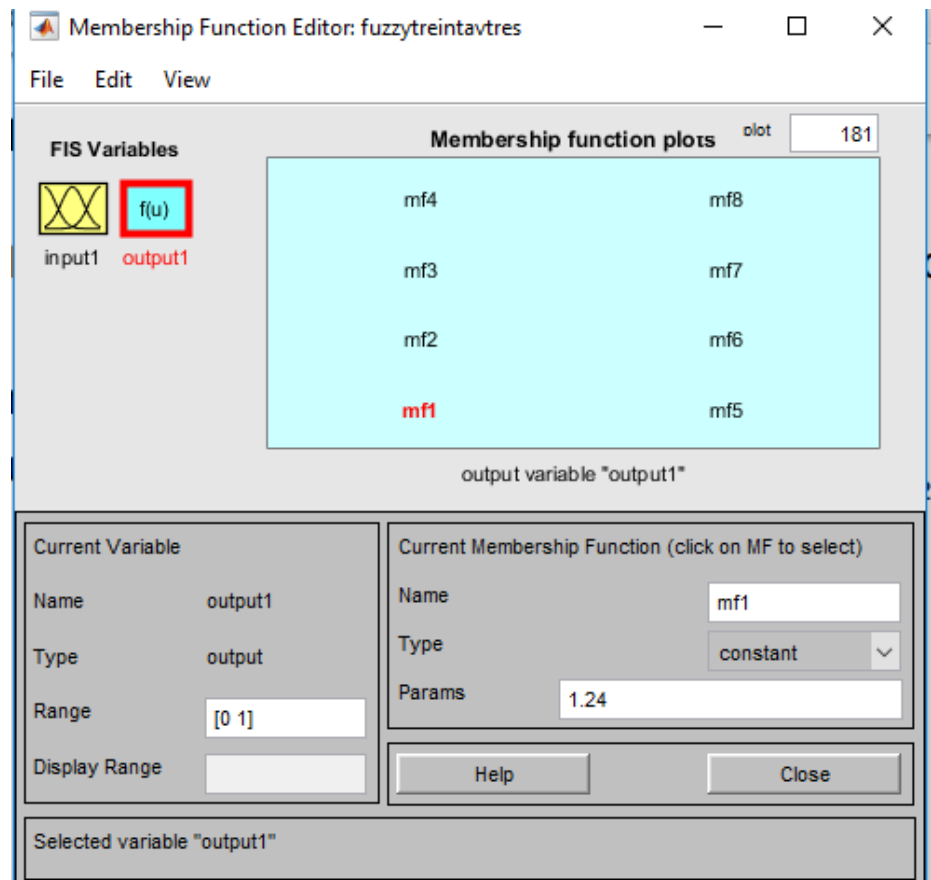 Membership Function Editor: fuzzytreintaytres
File Edit View
FIS Variables
f(u)
input1 output1
Membership function plots
plot 181
mf4 mf8
mf3 mf7
mf2 mf6
mf1 mf5
output variable "output1"
Current Variable
Name output1
Type output
Range [0 1]
Display Range
Current Membership Function (click on MF to select)
Name mf1
Type constant
Params 1.24
Help Close
Selected variable "output1"